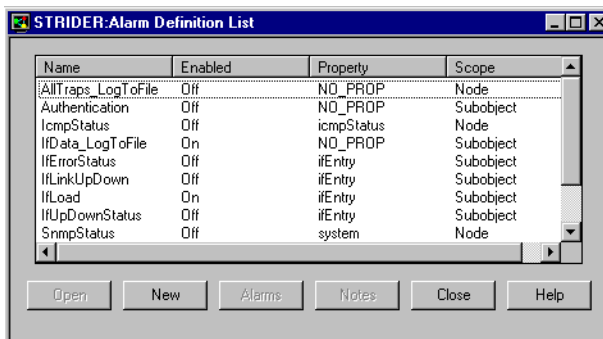 STRIDER:Alarm Definition List
Name Enabled Property Scope
AllTraps_LogToFile Off NO_PROP Node
Authentication Off NO_PROP Subobject
IcmpStatus Off icmpStatus Node
IfData_LogToFile On NO_PROP Subobject
IfErrorStatus Off ifEntry Subobject
IfLinkUpDown Off ifEntry Subobject
IfLoad On ifEntry Subobject
IfUpDownStatus Off ifEntry Subobject
SnmpStatus Off system Node
Open New Alarms Notes Close Help